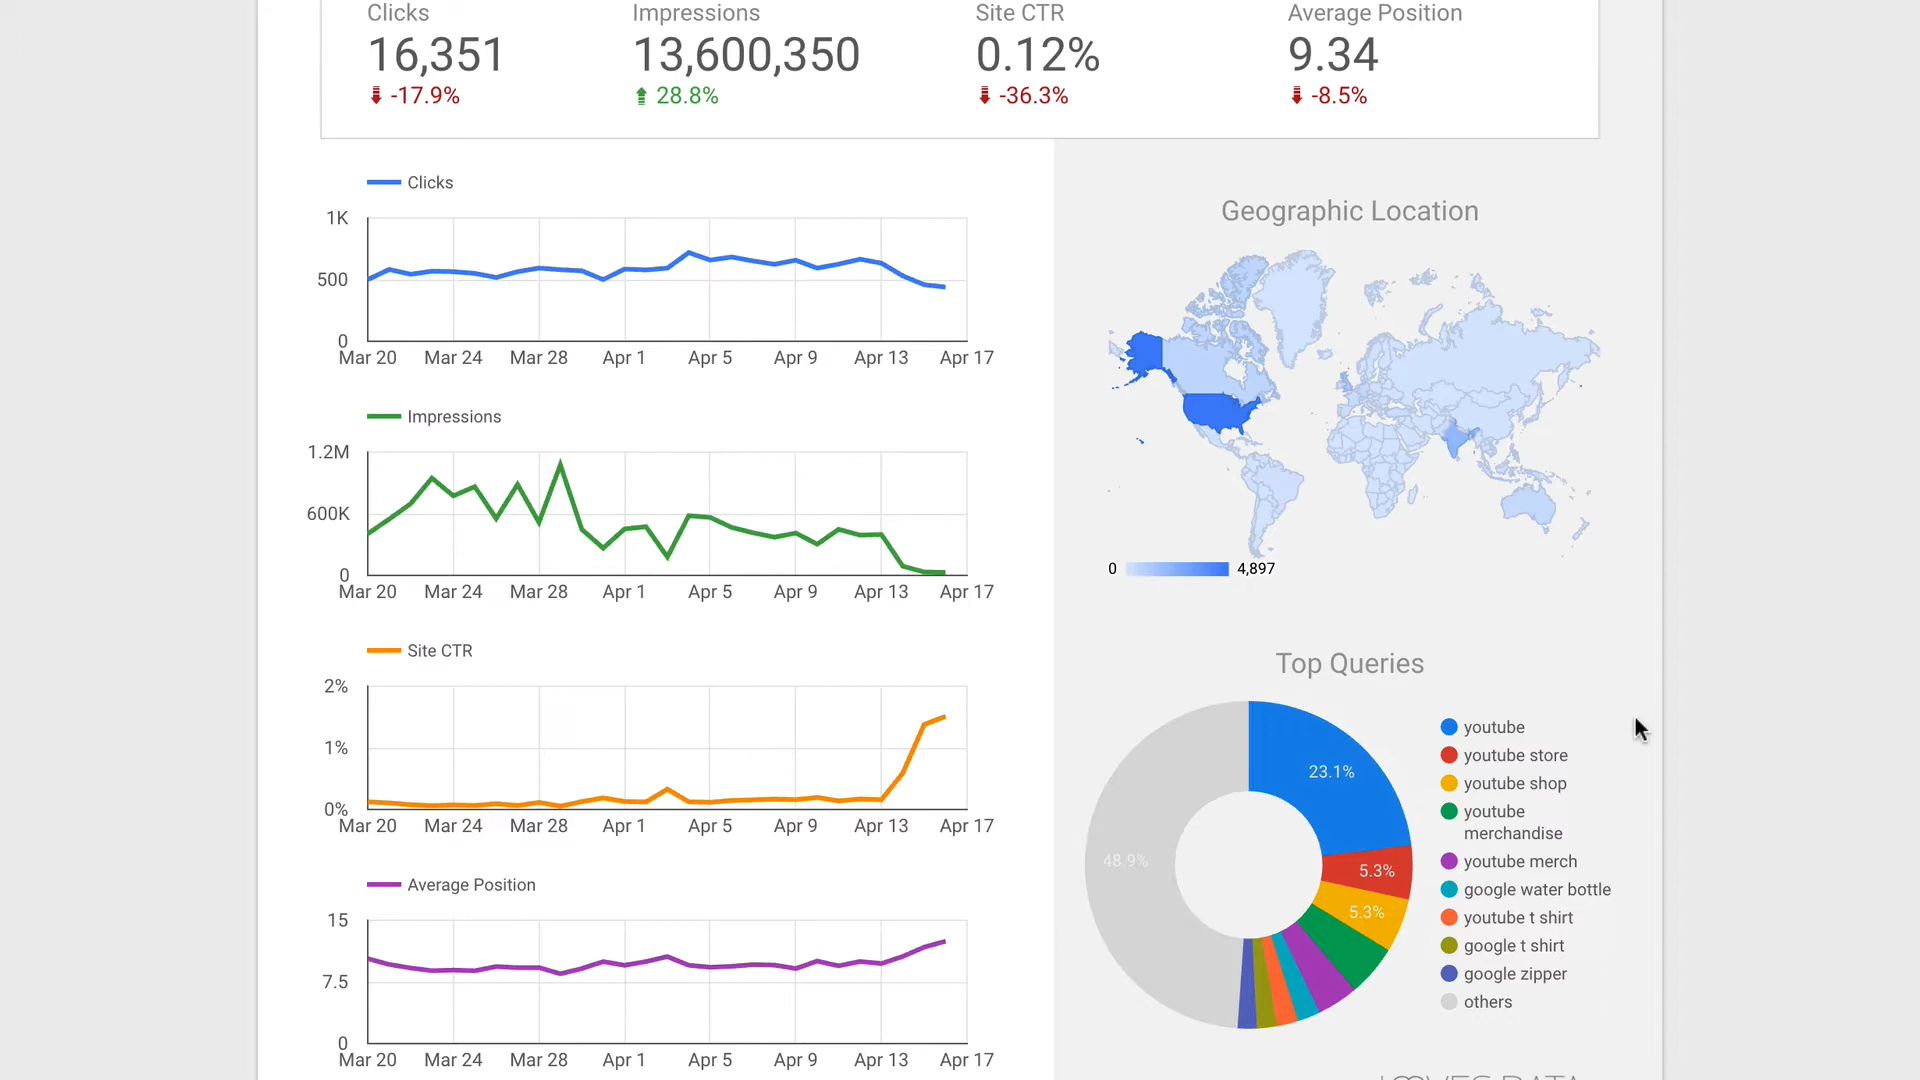 Clicks
Impressions
Site CTR
Average Position
16,351
13,600,350
0.12%
9.34
-17.9%
28.8%
-36.3%
-8.5%
Clicks
1K
500
0
Mar 20 Mar 24 Mar 28 Apr 1 Apr 5 Apr 9 Apr 13 Apr 17
Impressions
1.2M
600K
0
Mar 20 Mar 24 Mar 28 Apr 1 Apr 5 Apr 9 Apr 13 Apr 17
Site CTR
2%
1%
0%
Mar 20 Mar 24 Mar 28 Apr 1 Apr 5 Apr 9 Apr 13 Apr 17
Average Position
15
7.5
0
Mar 20 Mar 24 Mar 28 Apr 1 Apr 5 Apr 9 Apr 13 Apr 17
Geographic Location
0 4,897
Top Queries
23.1%
5.3%
5.3%
48.9%
youtube
youtube store
youtube shop
youtube
merchandise
youtube merch
google water bottle
youtube t shirt
google t shirt
google zipper
others